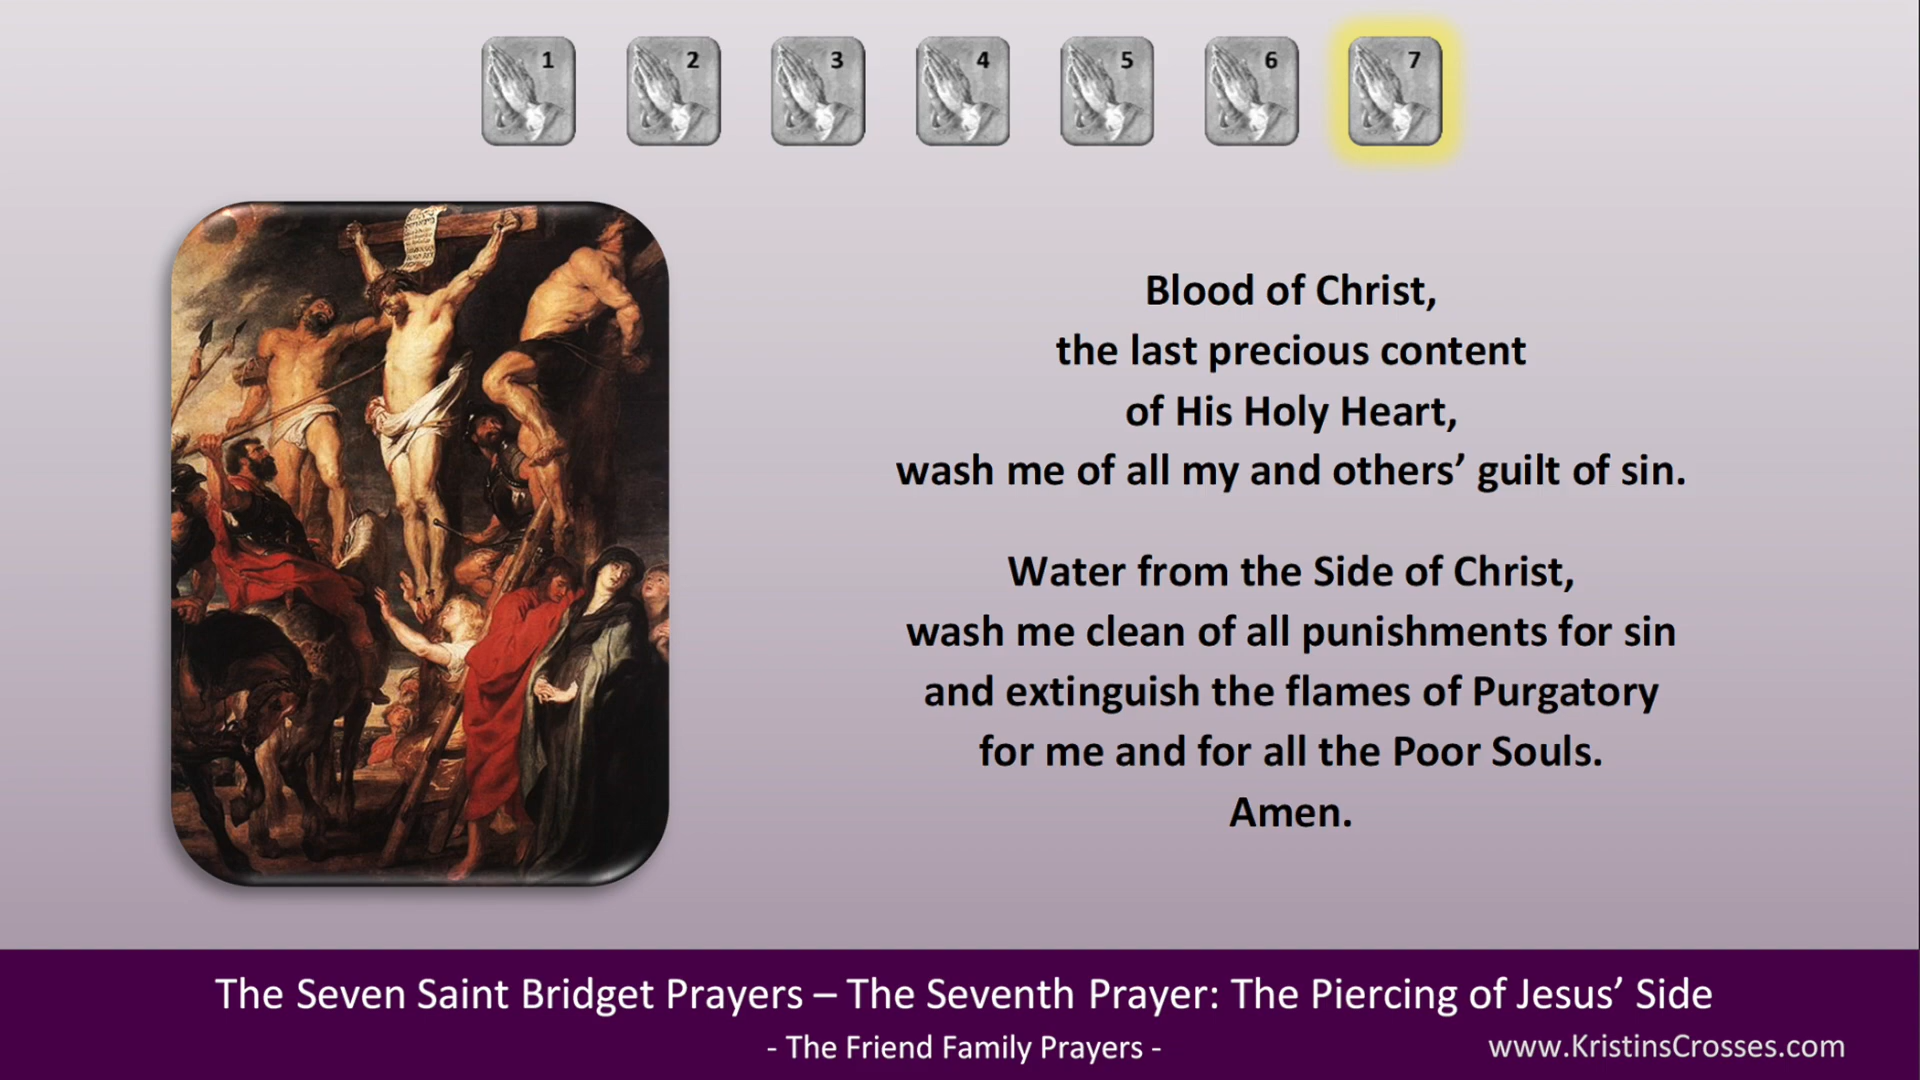 1 2 3 4 5 6 7
Blood of Christ,
the last precious content
of His Holy Heart,
wash me of all my and others’ guilt of sin.
Water from the Side of Christ,
wash me clean of all punishments for sin
and extinguish the flames of Purgatory
for me and for all the Poor Souls.
Amen.
The Seven Saint Bridget Prayers – The Seventh Prayer: The Piercing of Jesus’ Side
- The Friend Family Prayers -
www.KristinsCrosses.com